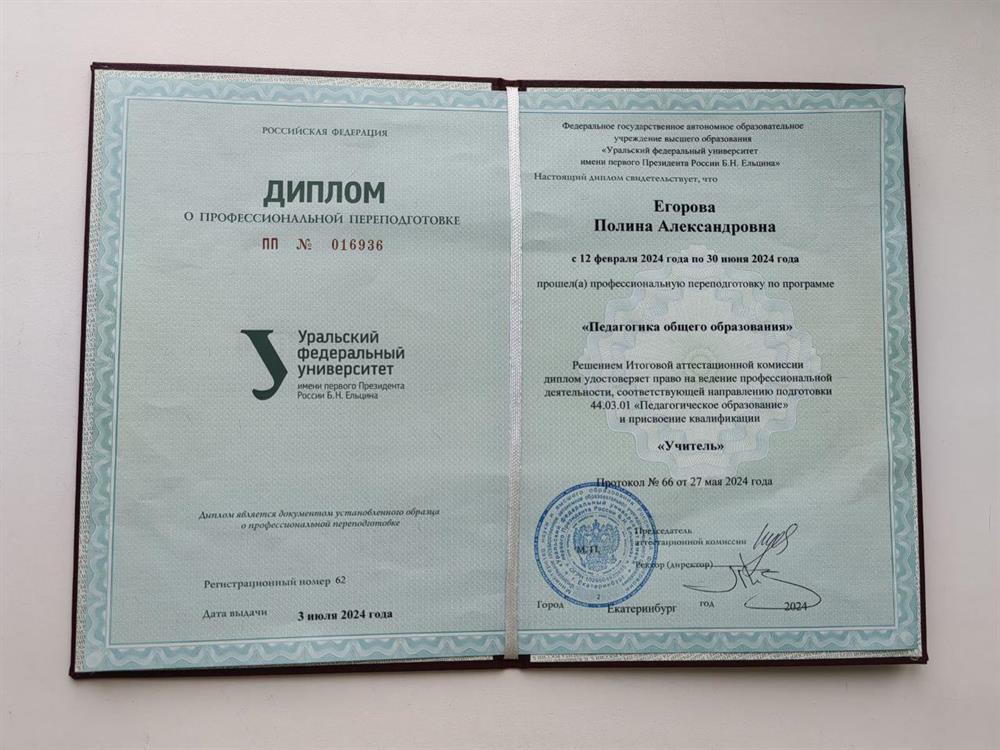 РОССИЙСКАЯ ФЕДЕРАЦИЯ
ДИПЛОМ
О ПРОФЕССИОНАЛЬНОЙ ПЕРЕПОДГОТОВКЕ
ПП № 016936
Уральский
федеральный
университет
имени первого Президента
России Б.Н. Ельцина
Диплом является документом установленного образца
о профессиональной переподготовке
Регистрационный номер 62
Дата выдачи 3 июля 2024 года
Федеральное государственное автономное образовательное
учреждение высшего образования
«Уральский федеральный университет
имени первого Президента России Б.Н. Ельцина»
Настоящий диплом свидетельствует, что
Егорова
Полина Александровна
с 12 февраля 2024 года по 30 июня 2024 года
прошел(а) профессиональную переподготовку по программе
«Педагогика общего образования»
Решением Итоговой аттестационной комиссии
диплом удостоверяет право на ведение профессиональной
деятельности, соответствующей направлению подготовки
44.03.01 «Педагогическое образование»
и присвоение квалификации
«Учитель»
Протокол № 66 от 27 мая 2024 года
Председатель
аттестационной комиссии
М.П.
Ректор (директор)
Город Екатеринбург год 2024